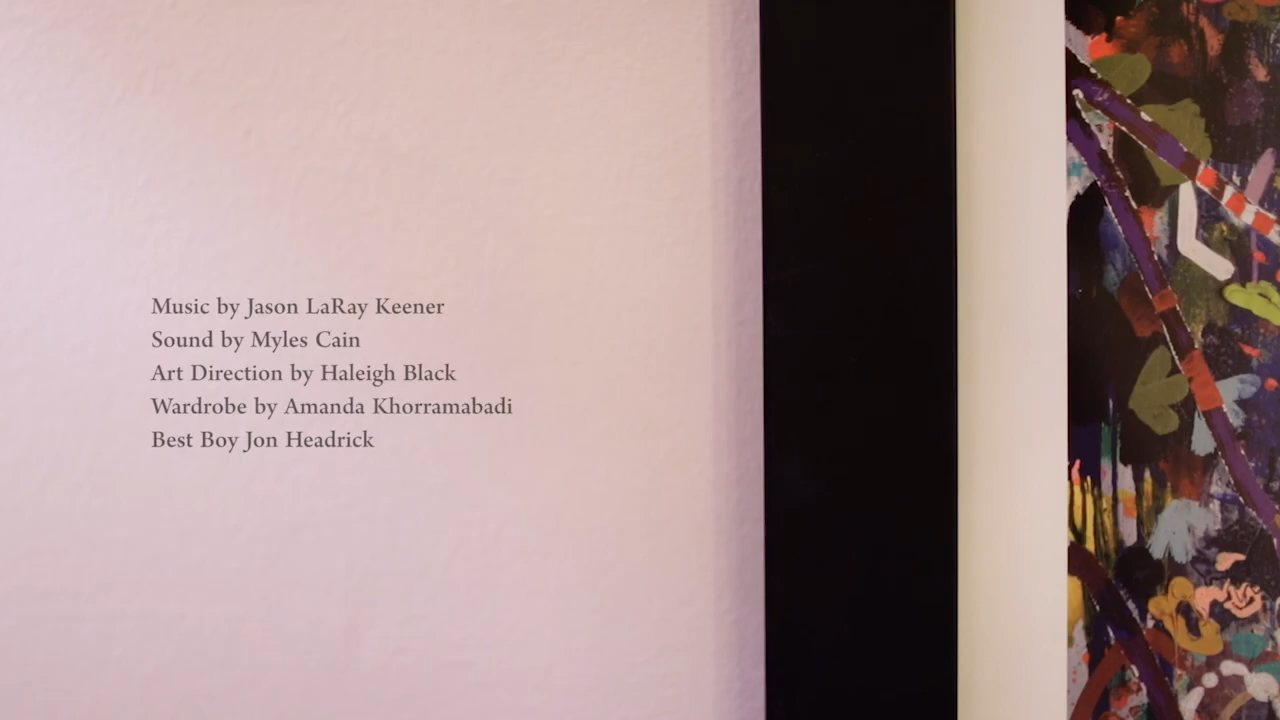 Music by Jason LaRay Keener
Sound by Myles Cain
Art Direction by Haleigh Black
Wardrobe by Amanda Khorramabadi
Best Boy Jon Headrick